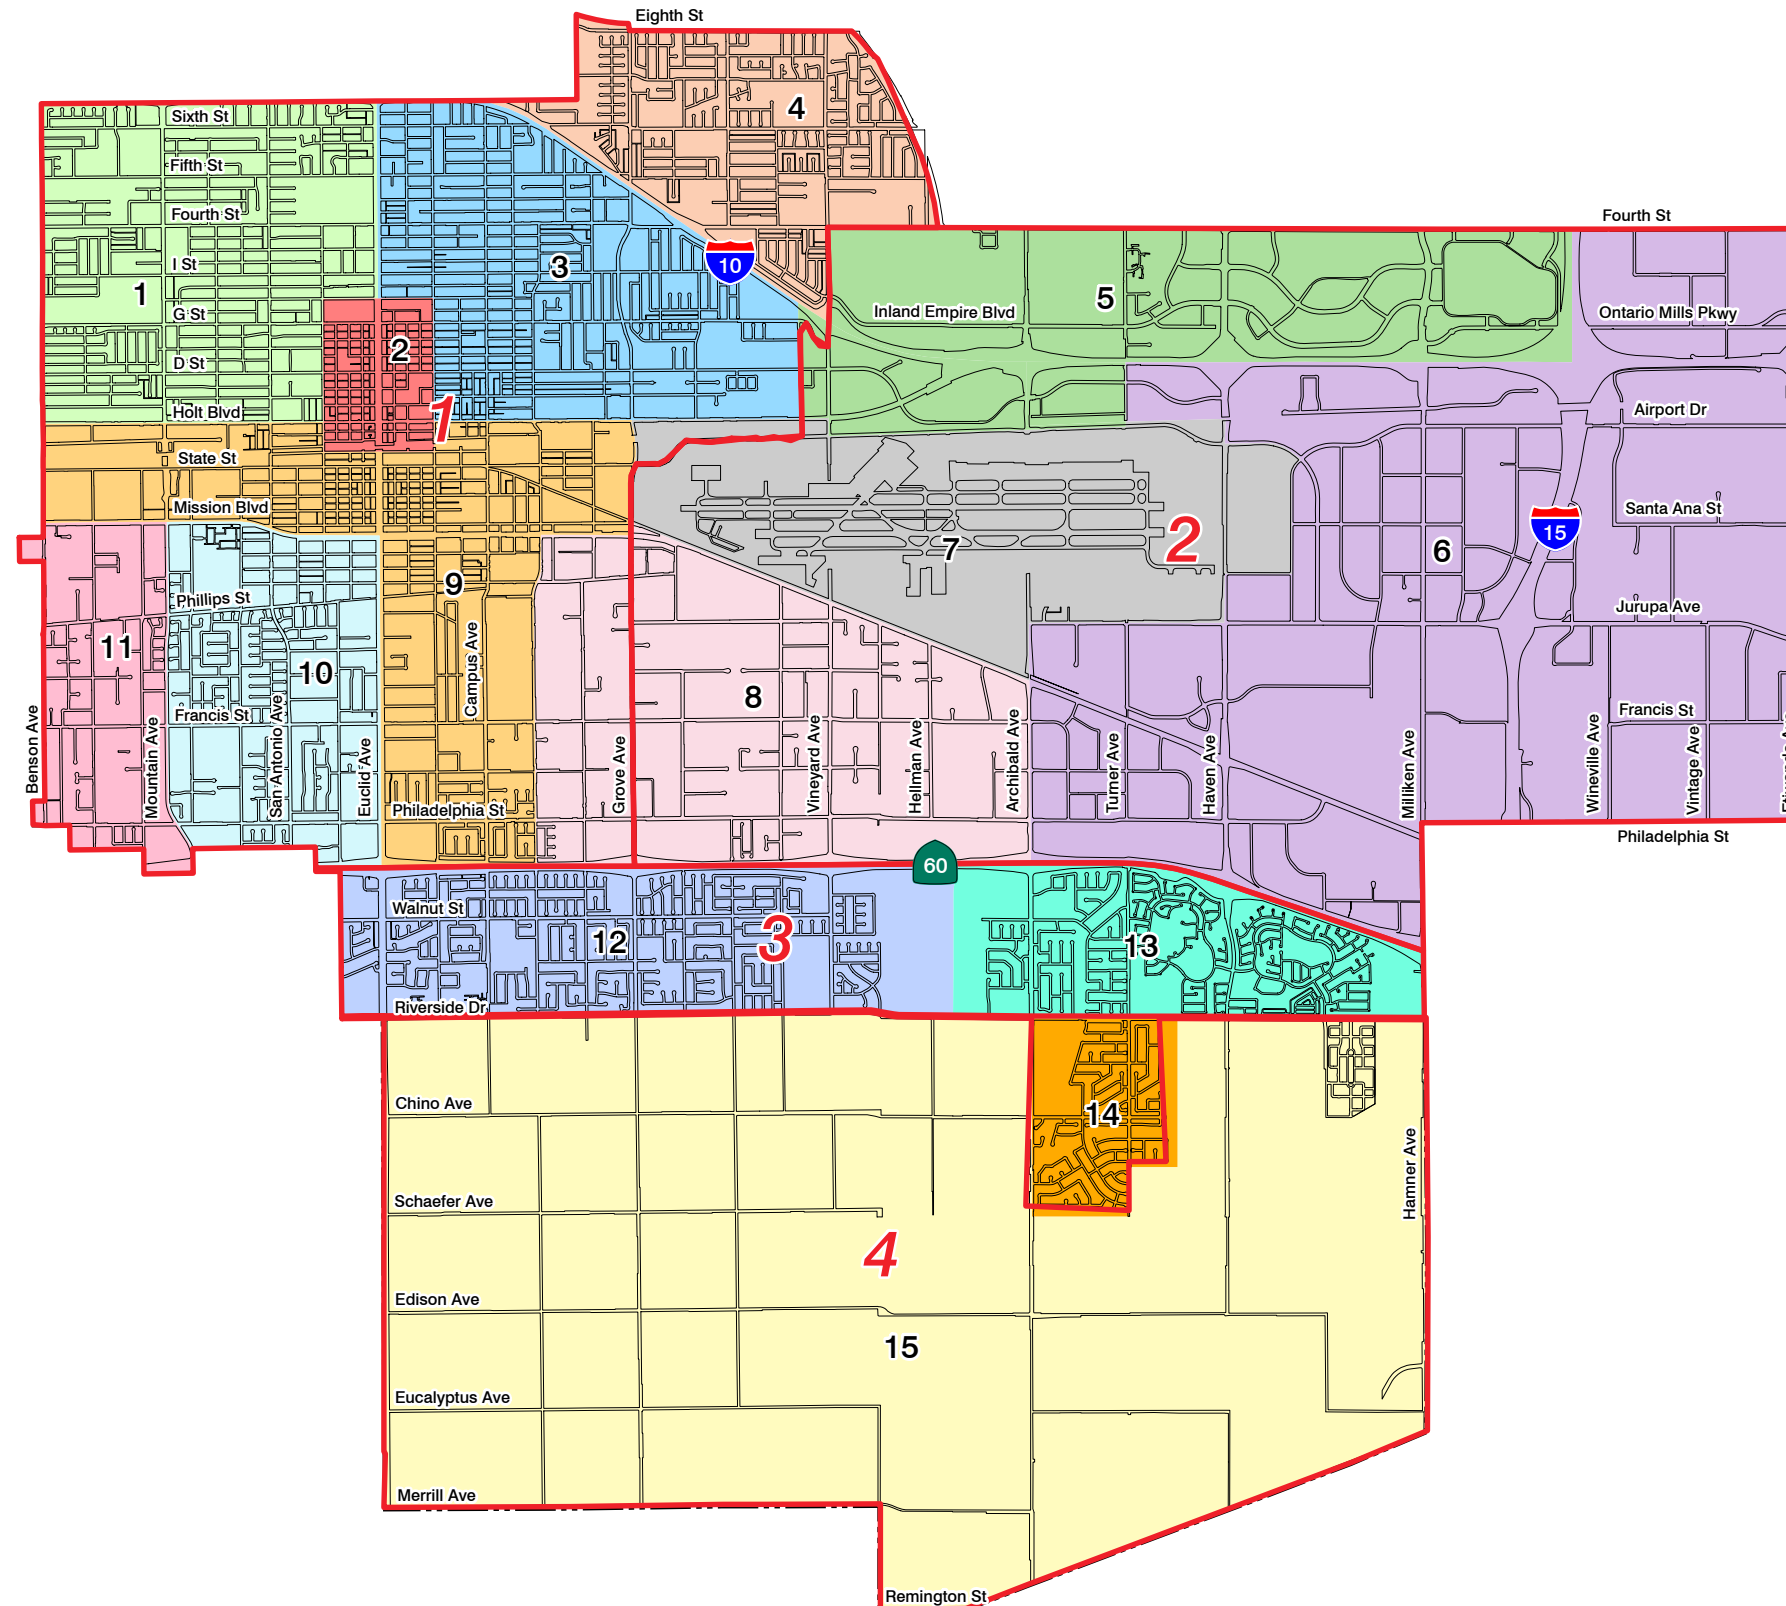 Eighth St
4
Sixth St
Fifth St
Fourth St
Fourth St
I St
3
10
1
5
G St
Inland Empire Blvd
Ontario Mills Pkwy
2
D St
Holt Blvd
1
Airport Dr
State St
Mission Blvd
Santa Ana St
2
15
7
6
9
Phillips St
Jurupa Ave
11
10
Campus Ave
8
Francis St
Francis St
Benson Ave
Mountain Ave
San Antonio Ave
Euclid Ave
Grove Ave
Vineyard Ave
Hellman Ave
Archibald Ave
Turner Ave
Haven Ave
Milliken Ave
Wineville Ave
Vintage Ave
Philadelphia St
Philadelphia St
60
Walnut St
12
3
13
Riverside Dr
Chino Ave
14
Hamner Ave
Schaefer Ave
4
Edison Ave
15
Eucalyptus Ave
Merrill Ave
Remington St